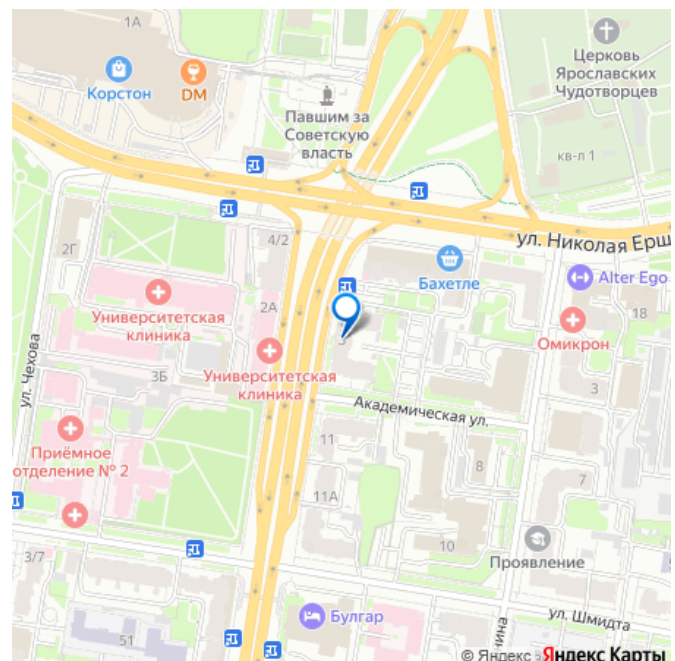 1А
Корстон
DM
Церковь
Ярославских
Чудотворцев
Павшим за
Советскую
власть
кв-л 1
ул. Николая Ерш
4/2
2Г
Бахетле
Alter Ego
18
2А
Университетская
клиника
Омикрон
3
3Б
Университетская
клиника
ул. Чехова
3
Академическая ул.
11
Приёмное
отделение № 2
8
7
11А
10
Проявление
3/7
ул. Шмидта
Булгар
51
нина
© Яндекс
Яндекс Карты